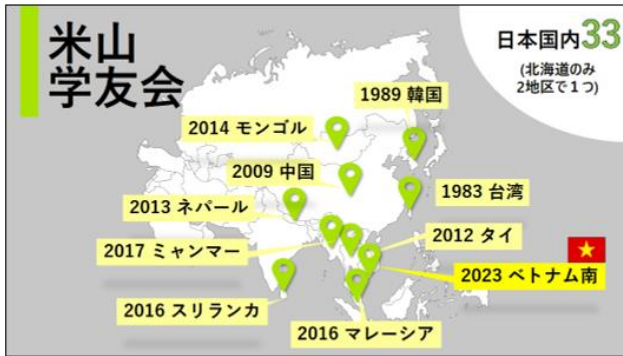 米山
学友会
日本国内33
(北海道のみ
2地区で１つ)
1989 韓国
2014 モンゴル
2009 中国
1983 台湾
2013 ネパール
2012 タイ
2017 ミャンマー
2023 ベトナム南
2016 スリランカ
2016 マレーシア